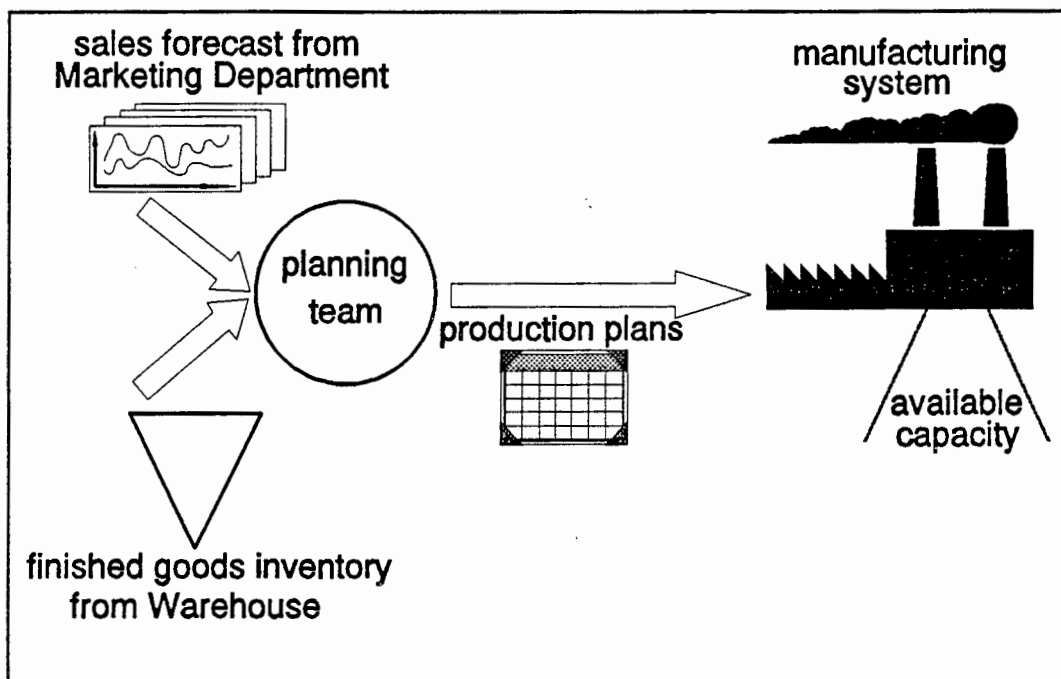 sales forecast from
Marketing Department
manufacturing
system
planning
team
production plans
available
capacity
finished goods inventory
from Warehouse